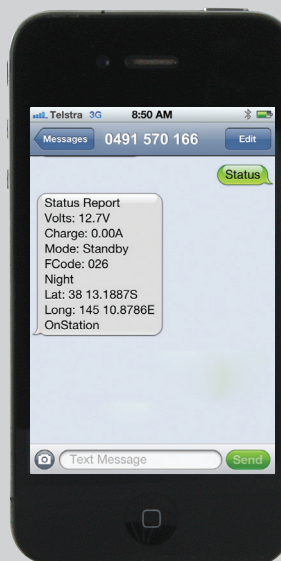 Telstra 3G 8:50 AM
Messages 0491 570 166 Edit
Status
Status Report
Volts: 12.7V
Charge: 0.00A
Mode: Standby
FCode: 026
Night
Lat: 38 13.1887S
Long: 145 10.8786E
OnStation
Text Message Send